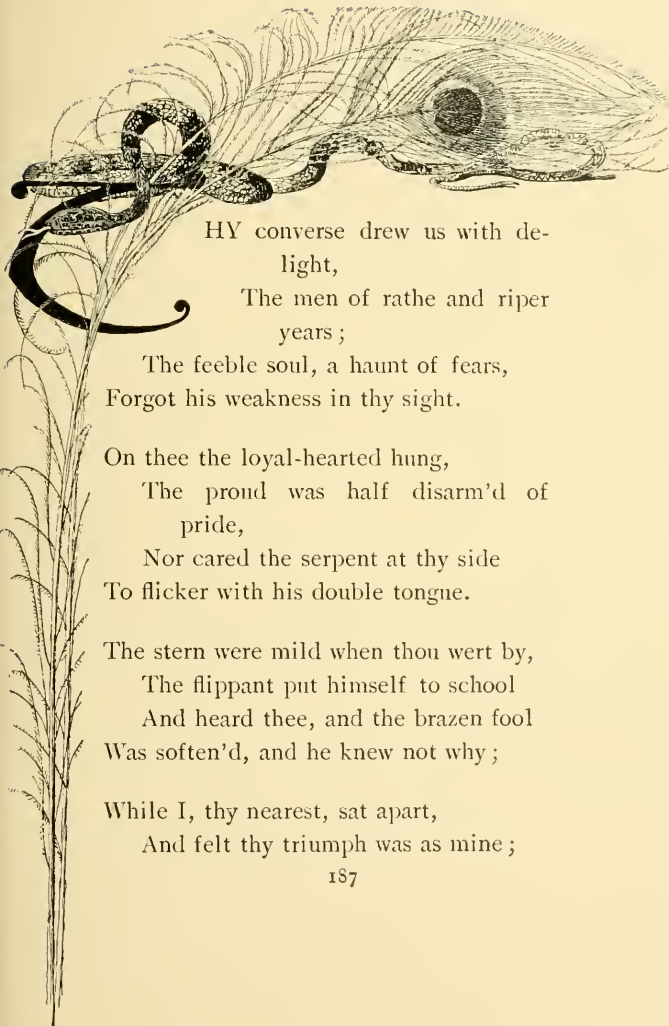 THY converse drew us with de-
light,
The men of rathe and riper
years;
The feeble soul, a haunt of fears,
Forgot his weakness in thy sight.
On thee the loyal-hearted hung,
The proud was half disarm'd of
pride,
Nor cared the serpent at thy side
To flicker with his double tongue.
The stern were mild when thou wert by,
The flippant put himself to school
And heard thee, and the brazen fool
Was soften'd, and he knew not why;
While I, thy nearest, sat apart,
And felt thy triumph was as mine;
187